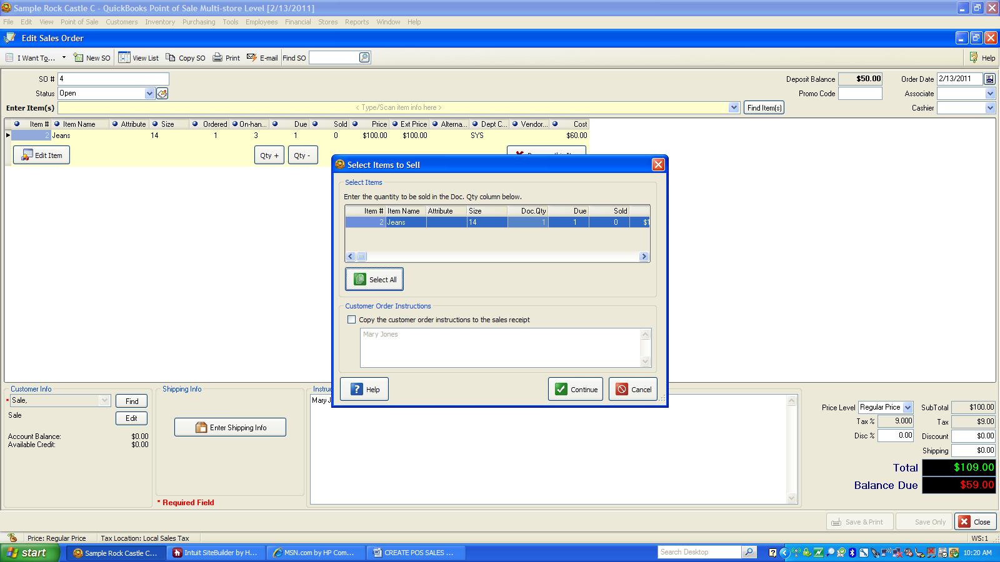 Sample Rock Castle C - QuickBooks Point of Sale Multi-store Level [2/13/2011]
File Edit View Point of Sale Customers Inventory Purchasing Tools Employees Financial Stores Reports Window Help
Edit Sales Order
I Want To... New SO View List Copy SO Print E-mail Find SO Help
SO # 4 Deposit Balance $50.00 Order Date 2/13/2011
Status Open Promo Code Associate
Enter Item(s) < Type/Scan item info here > Find Item(s) Cashier
Item # Item Name Attribute Size Ordered On-han... Due Sold Price Ext Price Alterna... Dept C... Vendor... Cost
2 Jeans 14 1 3 1 0 $100.00 $100.00 SYS $60.00
Edit Item Qty + Qty -
Select Items to Sell
Select Items
Enter the quantity to be sold in the Doc. Qty column below.
Item # Item Name Attribute Size Doc.Qty Due Sold
2 Jeans 14 1 1 0 $1
Select All
Customer Order Instructions
Copy the customer order instructions to the sales receipt
Mary Jones
Help Continue Cancel
Customer Info Shipping Info Instruc
* Sale, Find Mary J
Sale Edit
Enter Shipping Info
Account Balance: $0.00
Available Credit: $0.00
* Required Field
Price Level Regular Price SubTotal $100.00
Tax % 9.000 Tax $9.00
Disc % 0.00 Discount $0.00
Shipping $0.00
Total $109.00
Balance Due $59.00
Save & Print Save Only Close
Price: Regular Price Tax Location: Local Sales Tax WS:1
start Sample Rock Castle C... Intuit SiteBuilder by H... MSN.com by HP Com... CREATE POS SALES ... Search Desktop 10:20 AM